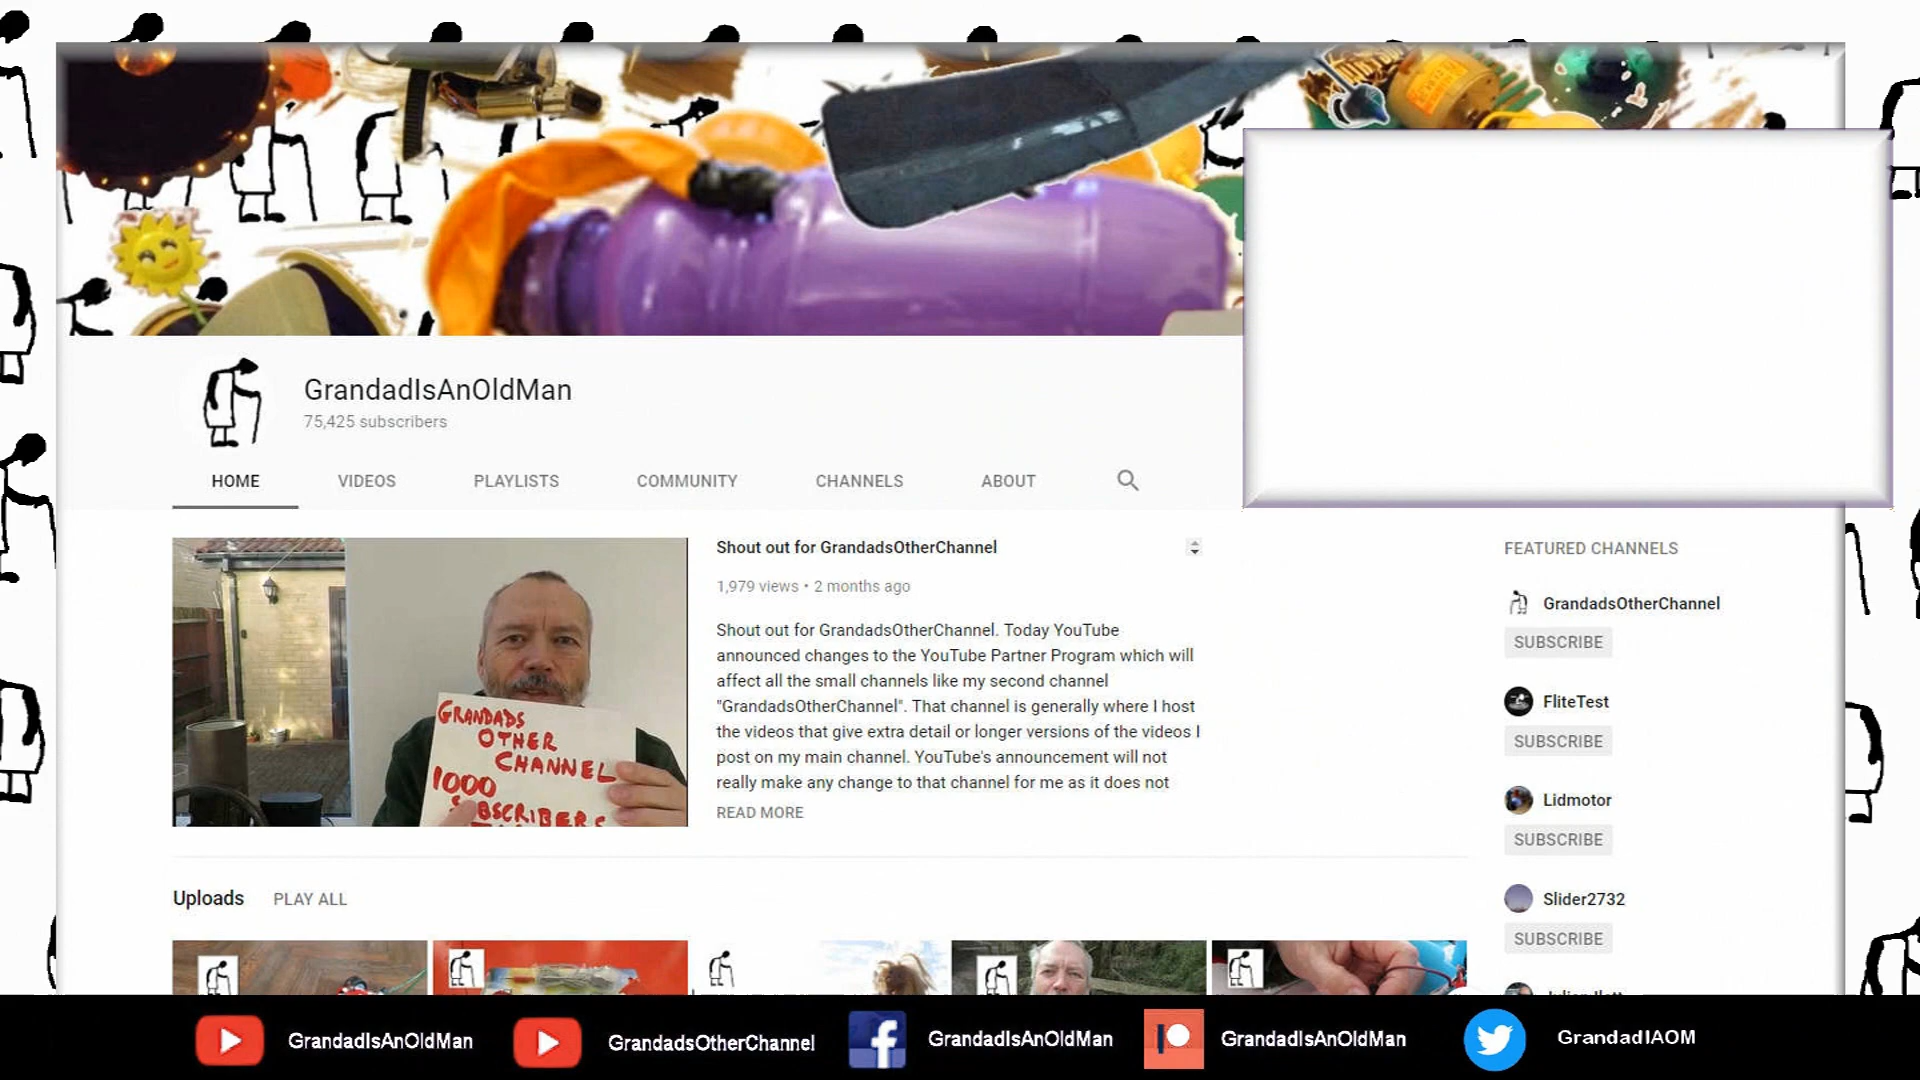 GrandadIsAnOldMan
75,425 subscribers
HOME VIDEOS PLAYLISTS COMMUNITY CHANNELS ABOUT
Shout out for GrandadsOtherChannel
1,979 views • 2 months ago
Shout out for GrandadsOtherChannel. Today YouTube
announced changes to the YouTube Partner Program which will
affect all the small channels like my second channel
"GrandadsOtherChannel". That channel is generally where I host
the videos that give extra detail or longer versions of the videos I
post on my main channel. YouTube's announcement will not
really make any change to that channel for me as it does not
READ MORE
GRANDADS
OTHER
CHANNEL
1000
SUBSCRIBERS
FEATURED CHANNELS
GrandadsOtherChannel
SUBSCRIBE
FliteTest
SUBSCRIBE
Lidmotor
SUBSCRIBE
Slider2732
SUBSCRIBE
Uploads PLAY ALL
GrandadIsAnOldMan GrandadsOtherChannel GrandadIsAnOldMan GrandadIsAnOldMan GrandadIAOM